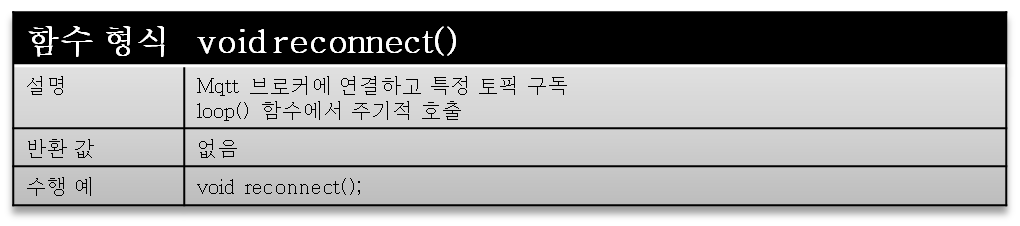 함수 형식 void reconnect()
설명 Mqtt 브로커에 연결하고 특정 토픽 구독
loop() 함수에서 주기적 호출
반환 값 없음
수행 예 void reconnect();